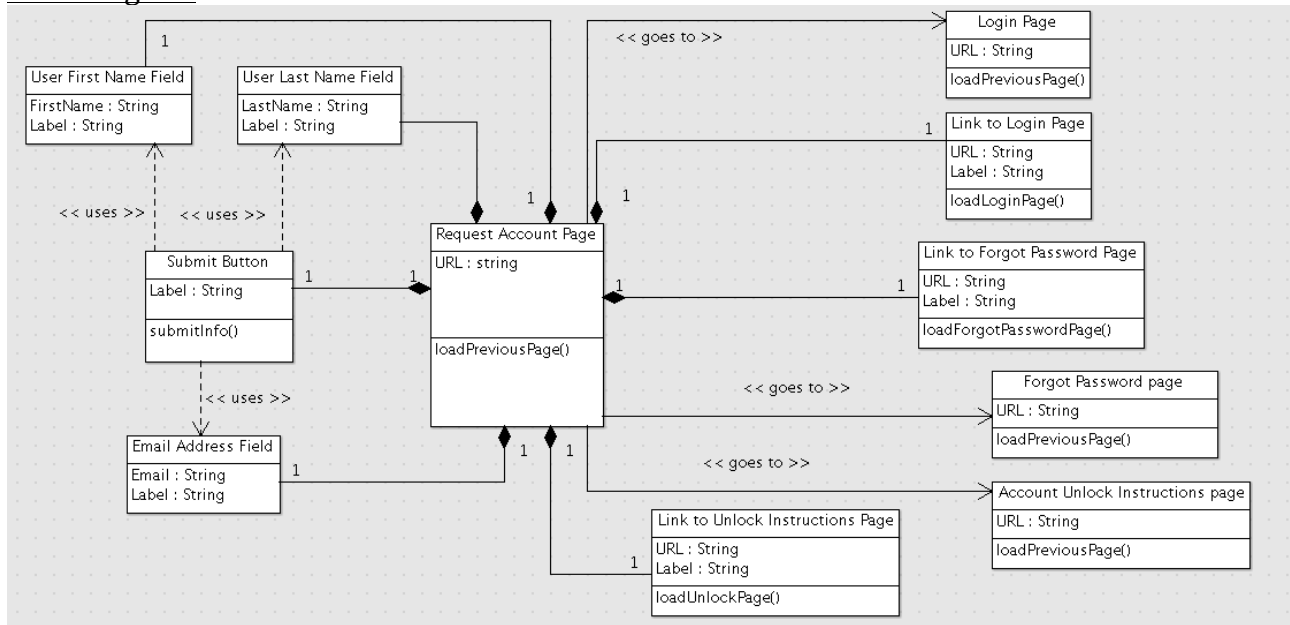 1
<< goes to >>
Login Page
URL : String
loadPreviousPage()
User First Name Field
FirstName : String
Label : String
User Last Name Field
LastName : String
Label : String
1
Link to Login Page
URL : String
Label : String
loadLoginPage()
<< uses >>
<< uses >>
1
1
Request Account Page
URL : string
loadPreviousPage()
Submit Button
Label : String
submitInfo()
1
1
1
1
Link to Forgot Password Page
URL : String
Label : String
loadForgotPasswordPage()
<< goes to >>
Forgot Password page
URL : String
loadPreviousPage()
<< uses >>
Email Address Field
Email : String
Label : String
1
1
1
<< goes to >>
Account Unlock Instructions page
URL : String
loadPreviousPage()
Link to Unlock Instructions Page
URL : String
Label : String
loadUnlockPage()
1